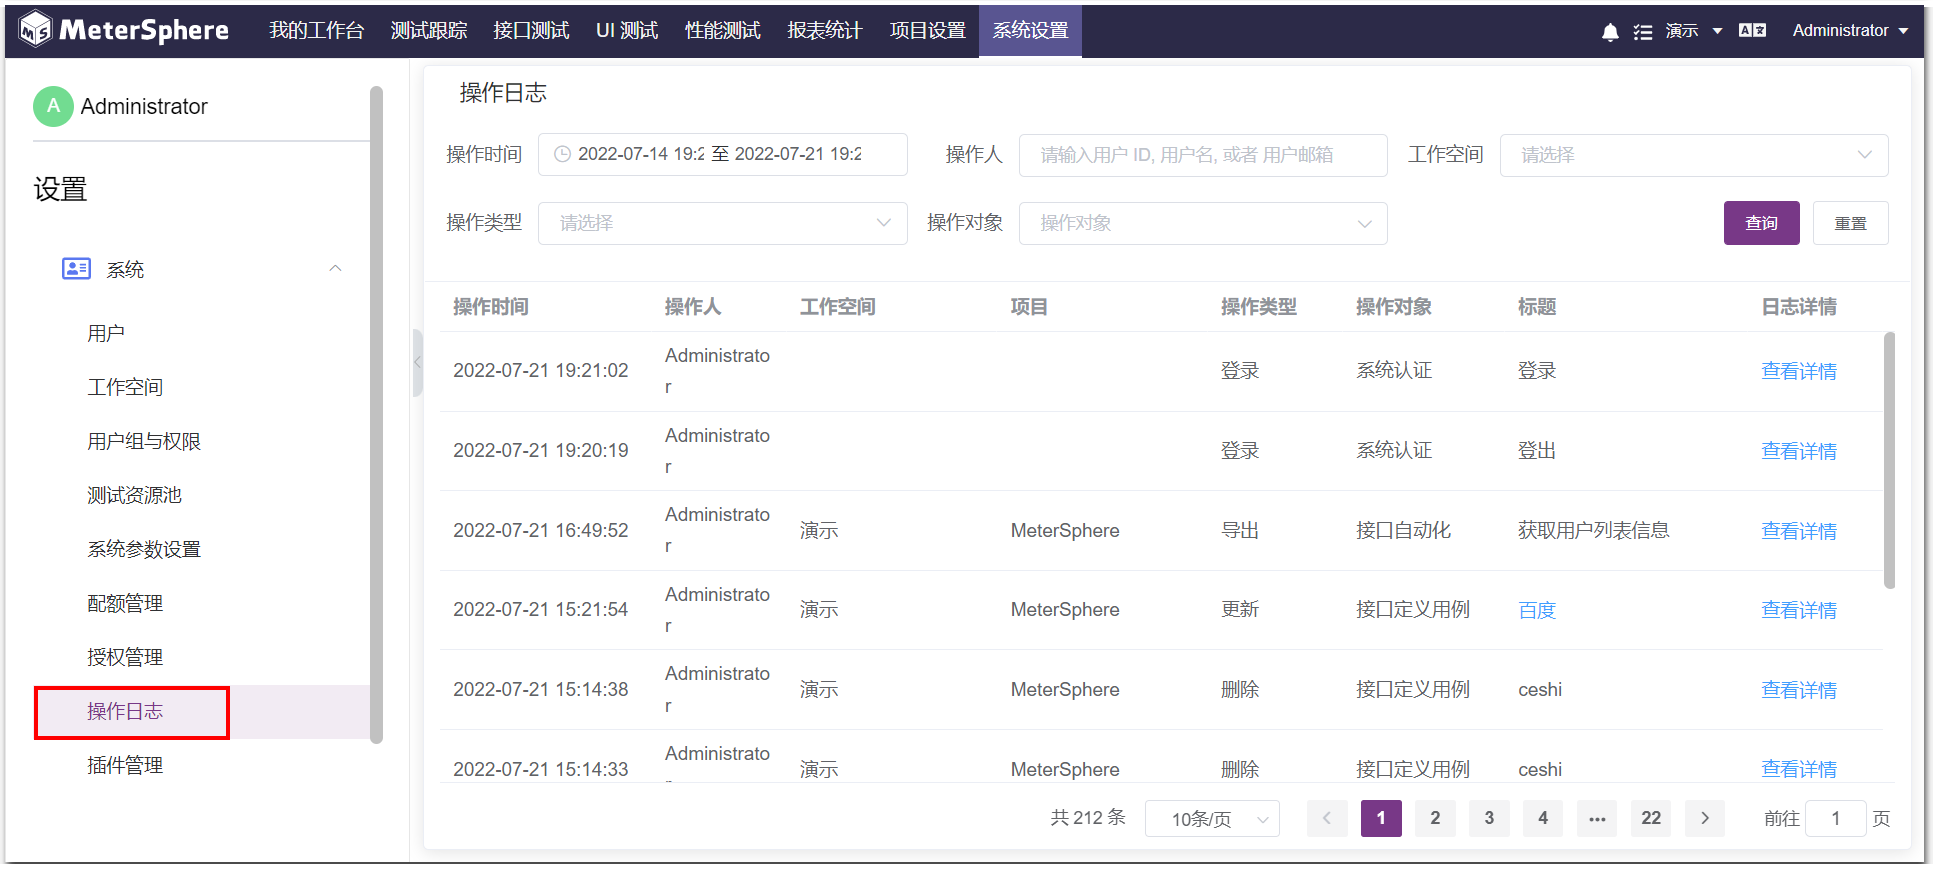 MeterSphere 我的工作台 测试跟踪 接口测试 UI 测试 性能测试 报表统计 项目设置 系统设置 演示 Administrator
A Administrator
设置
系统
用户
工作空间
用户组与权限
测试资源池
系统参数设置
配额管理
授权管理
操作日志
插件管理
操作日志
操作时间 2022-07-14 19:2 至 2022-07-21 19:2 操作人 请输入用户 ID, 用户名, 或者 用户邮箱 工作空间 请选择
操作类型 请选择 操作对象 操作对象 查询 重置
操作时间 操作人 工作空间 项目 操作类型 操作对象 标题 日志详情
2022-07-21 19:21:02 Administrator 登录 系统认证 登录 查看详情
2022-07-21 19:20:19 Administrator 登录 系统认证 登出 查看详情
2022-07-21 16:49:52 Administrator 演示 MeterSphere 导出 接口自动化 获取用户列表信息 查看详情
2022-07-21 15:21:54 Administrator 演示 MeterSphere 更新 接口定义用例 百度 查看详情
2022-07-21 15:14:38 Administrator 演示 MeterSphere 删除 接口定义用例 ceshi 查看详情
2022-07-21 15:14:33 Administrato 演示 MeterSphere 删除 接口定义用例 ceshi 查看详情
共 212 条 10条/页 1 2 3 4 ••• 22 前往 1 页